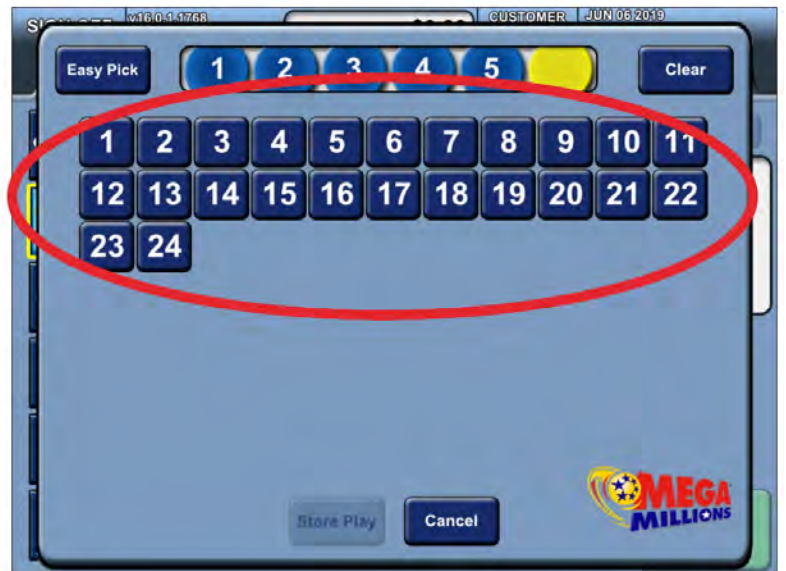 v16.0-1-1768 CUSTOMER JUN 06 2019
Easy Pick 1 2 3 4 5 Clear
1 2 3 4 5 6 7 8 9 10 11
12 13 14 15 16 17 18 19 20 21 22
23 24
Store Play Cancel
MEGA
MILLIONS